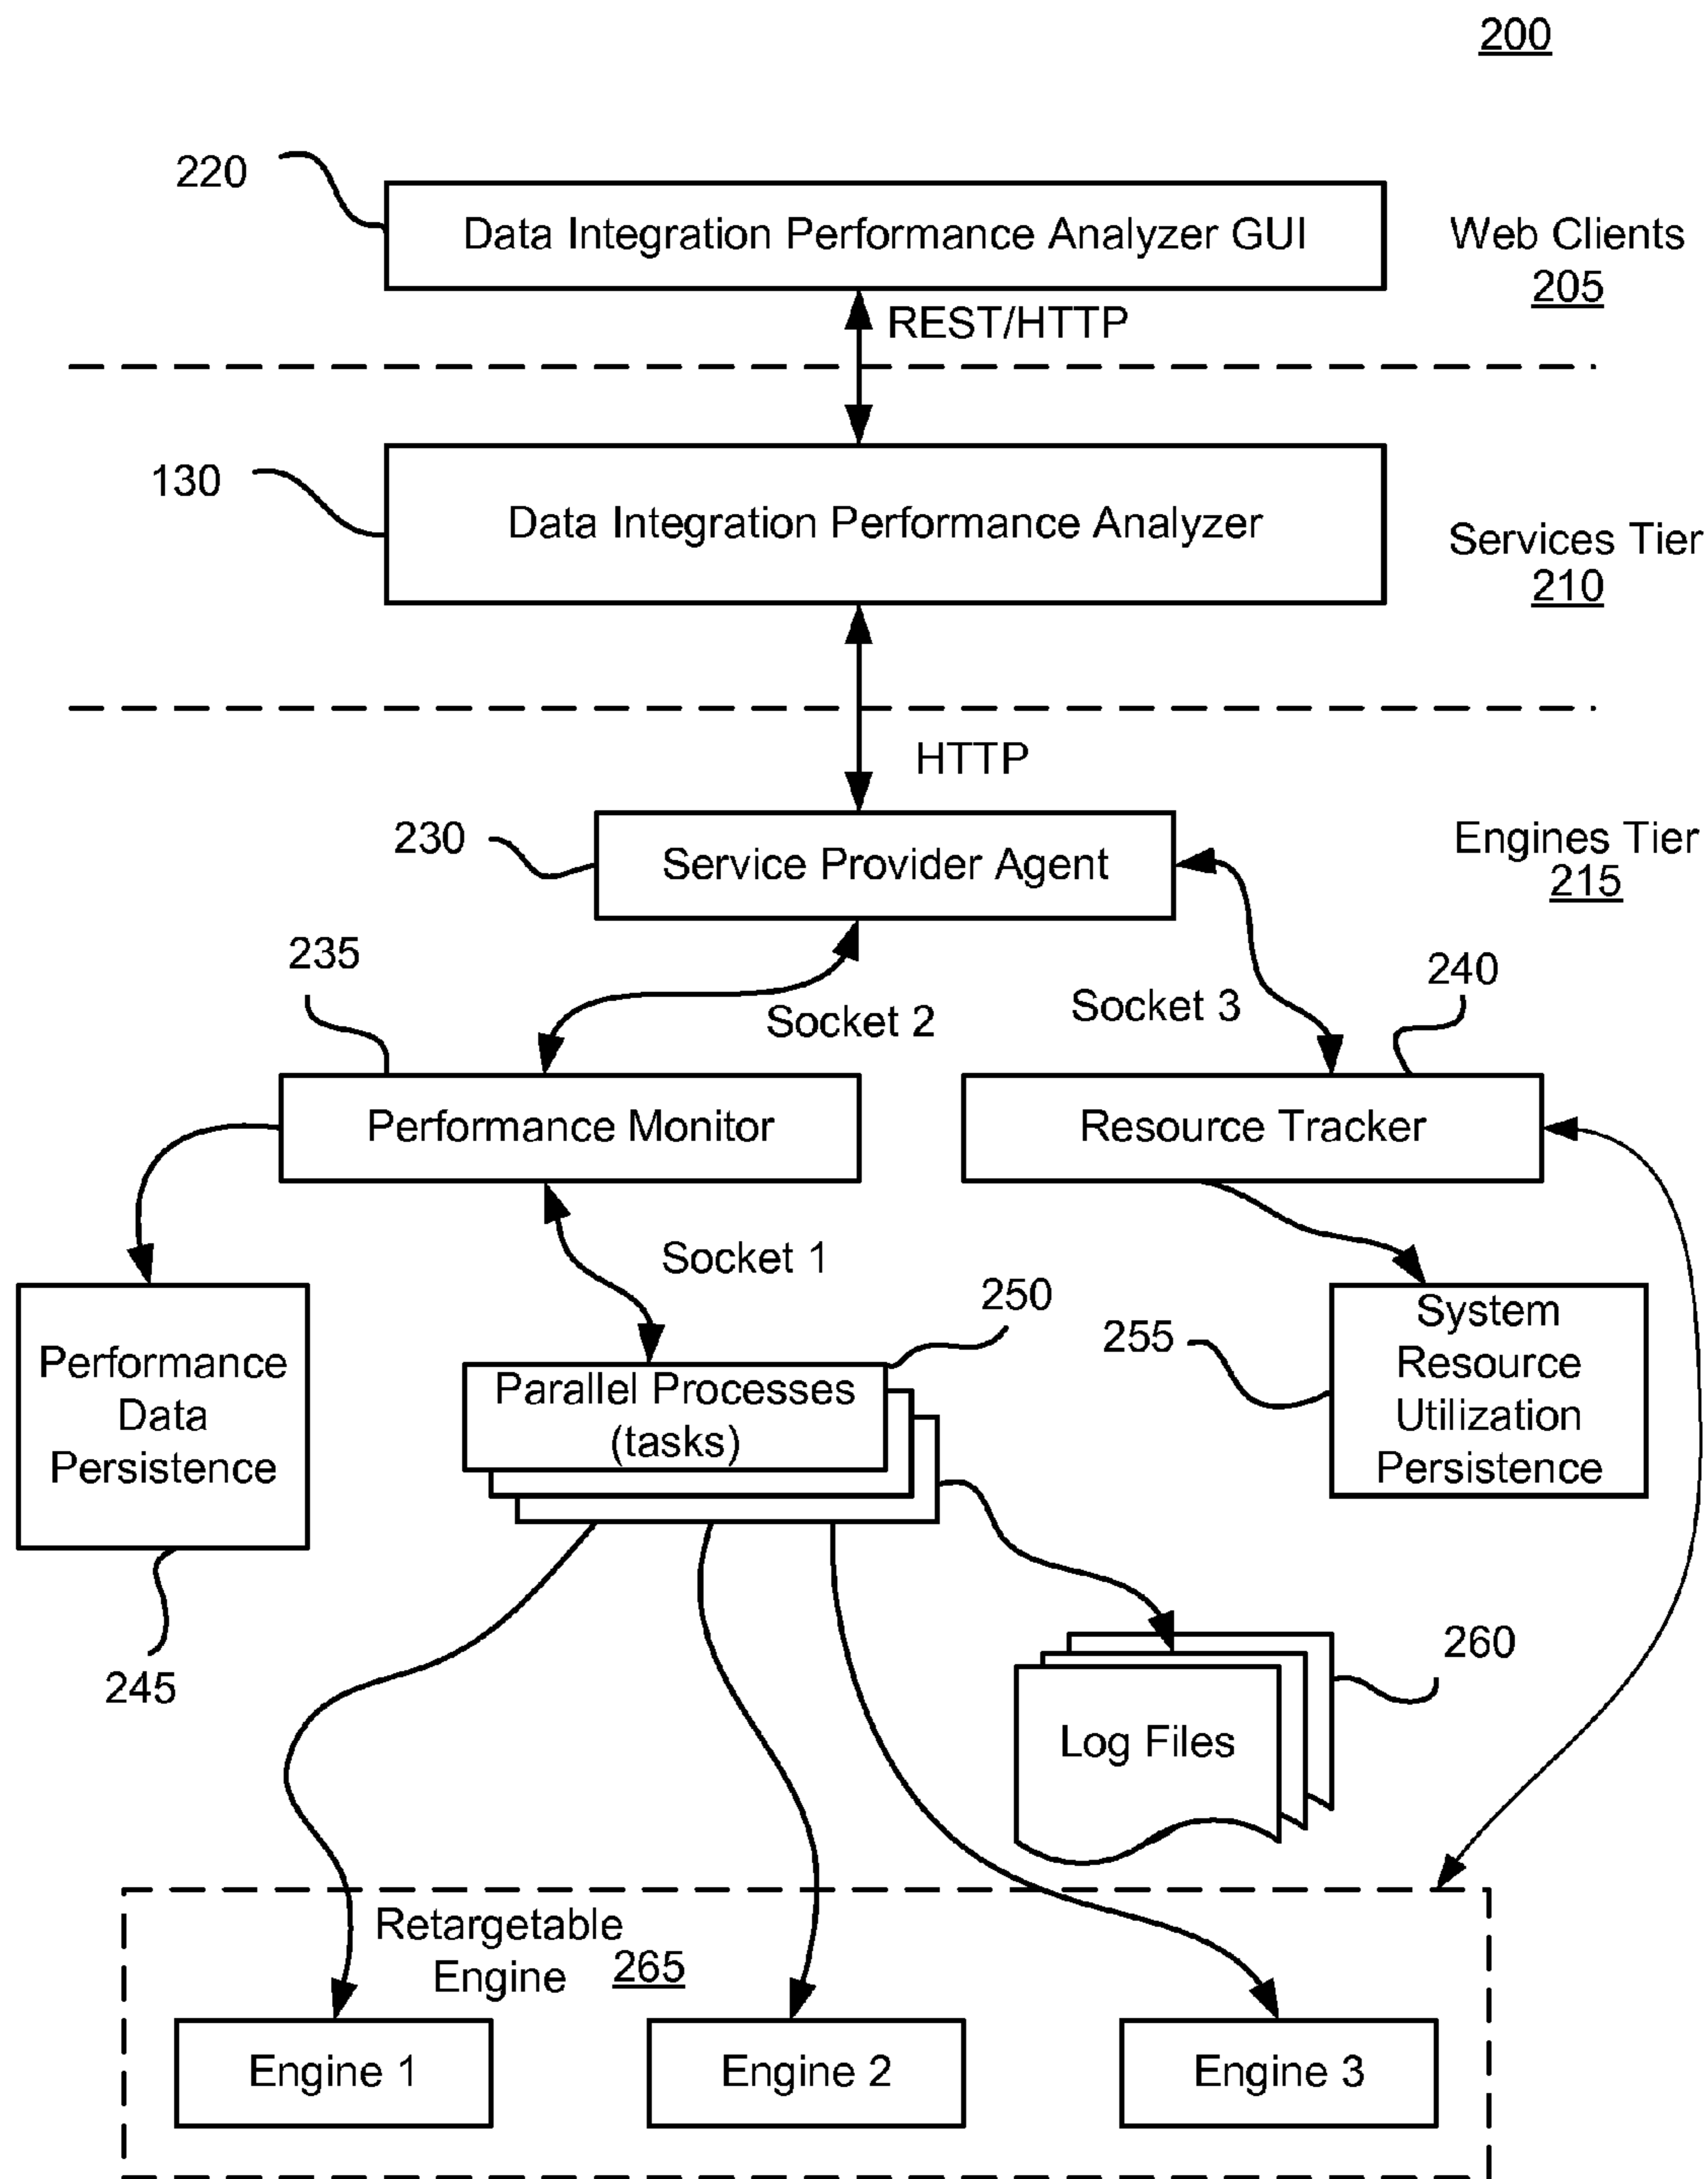 200
220
Data Integration Performance Analyzer GUI
Web Clients
205
REST/HTTP
130
Data Integration Performance Analyzer
Services Tier
210
HTTP
230
Service Provider Agent
Engines Tier
215
235
240
Socket 2
Socket 3
Performance Monitor
Resource Tracker
Socket 1
250
255
Performance
Data
Persistence
Parallel Processes
(tasks)
System
Resource
Utilization
Persistence
245
260
Log Files
Retargetable
Engine
265
Engine 1
Engine 2
Engine 3